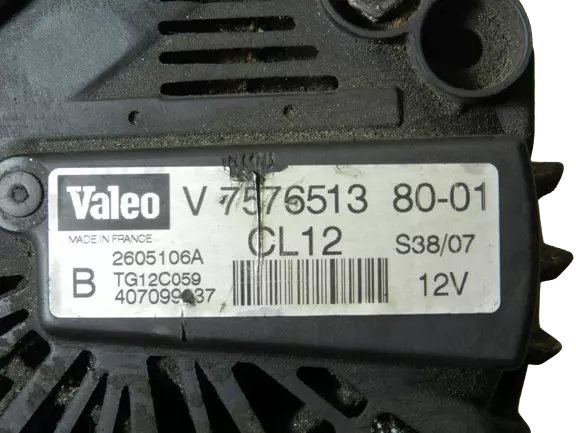 Valeo V 7576513 80-01
MADE IN FRANCE CL12 S38/07
2605106A
B TG12C059 12V